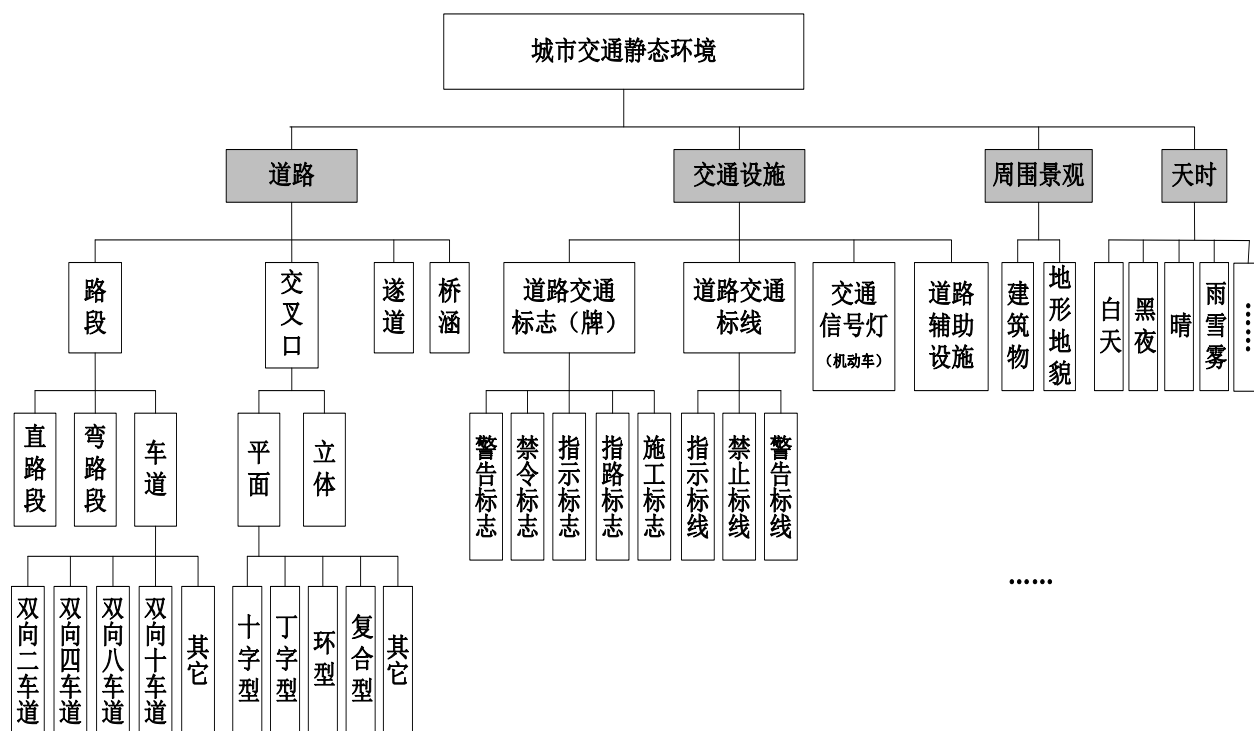 城市交通静态环境
道路
交通设施
周围景观
天时
路段
交叉口
遂道
桥涵
道路交通
标志（牌）
道路交通
标线
交通
信号灯
（机动车）
道路
辅助
设施
建筑物
地形地貌
白天
黑夜
晴
雨雪雾
……
直路段
弯路段
车道
平面
立体
警告标志
禁令标志
指示标志
指路标志
施工标志
指示标线
禁止标线
警告标线
……
双向二车道
双向四车道
双向八车道
双向十车道
其它
十字型
丁字型
环型
复合型
其它